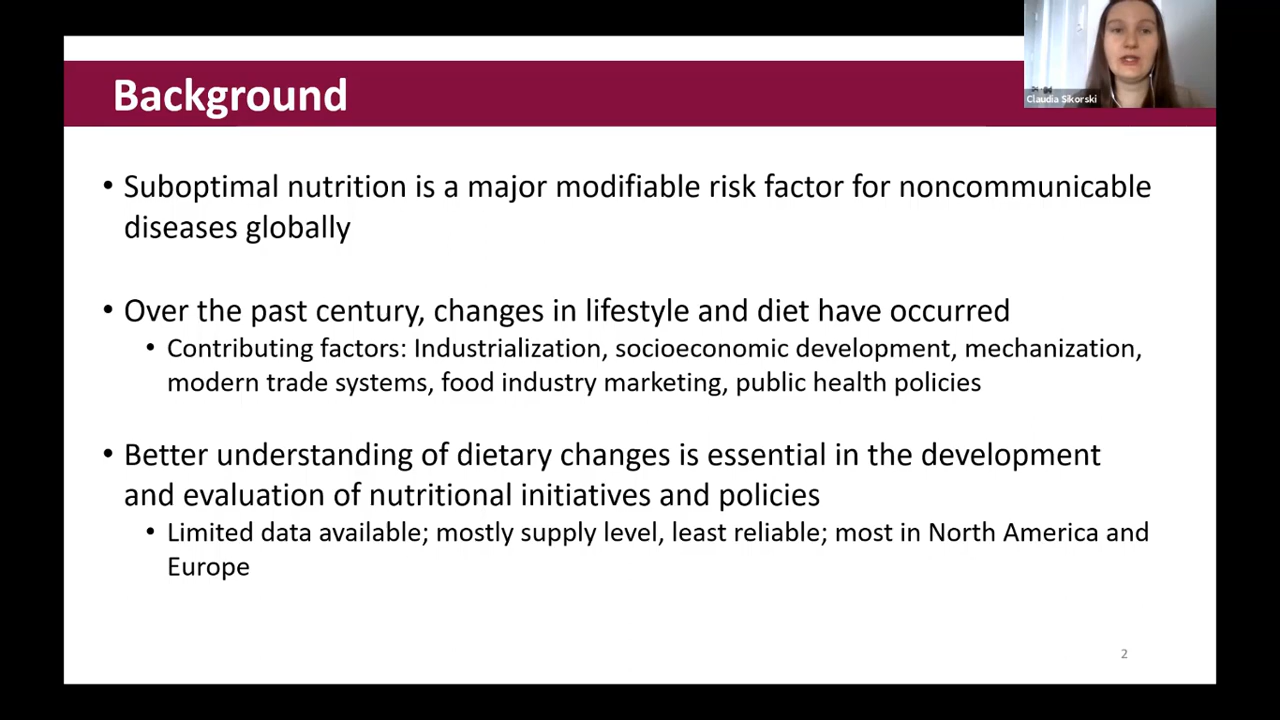 Background
Claudia Sikorski
• Suboptimal nutrition is a major modifiable risk factor for noncommunicable
diseases globally
• Over the past century, changes in lifestyle and diet have occurred
• Contributing factors: Industrialization, socioeconomic development, mechanization,
modern trade systems, food industry marketing, public health policies
• Better understanding of dietary changes is essential in the development
and evaluation of nutritional initiatives and policies
• Limited data available; mostly supply level, least reliable; most in North America and
Europe
2